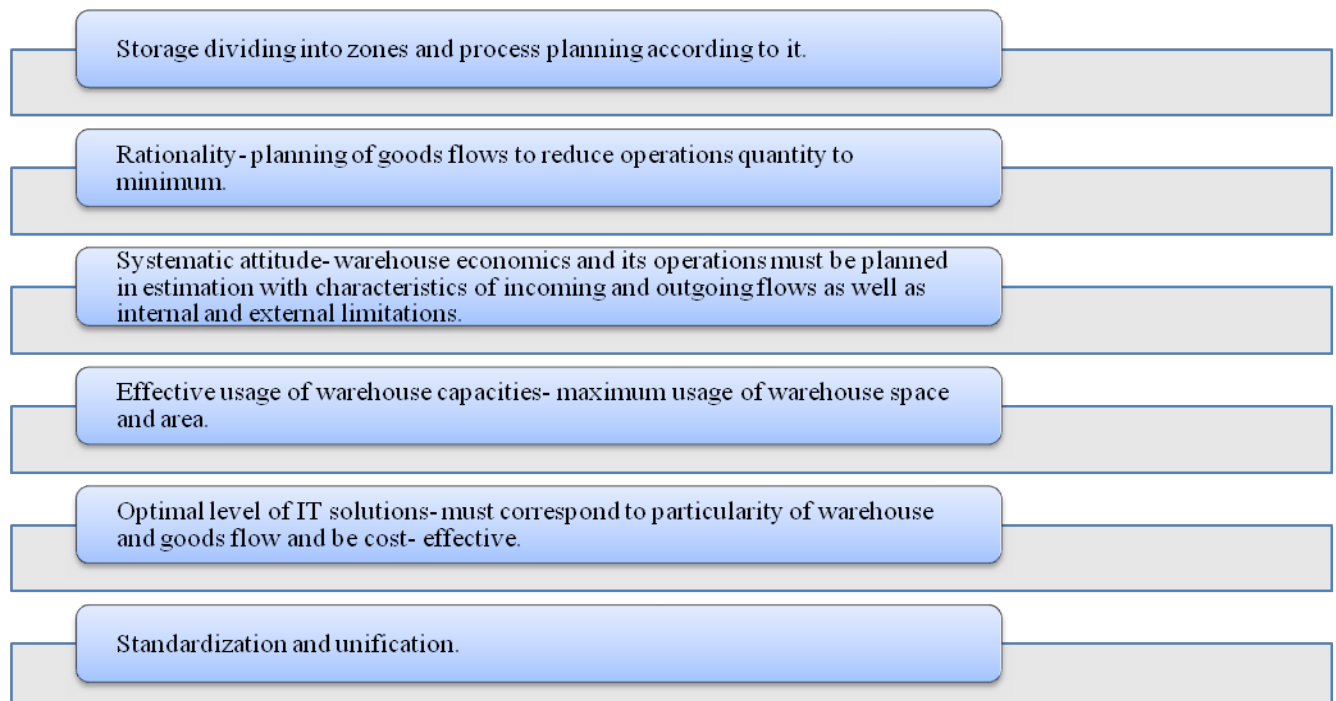 Storage dividing into zones and process planning according to it.
Rationality- planning of goods flows to reduce operations quantity to
minimum.
Systematic attitude- warehouse economics and its operations must be planned
in estimation with characteristics of incoming and outgoing flows as well as
internal and external limitations.
Effective usage of warehouse capacities- maximum usage of warehouse space
and area.
Optimal level of IT solutions- must correspond to particularity of warehouse
and goods flow and be cost- effective.
Standardization and unification.